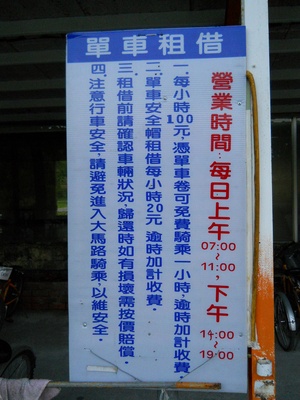 單車租借
營業時間:每日上午
07:00
~
11:00,下午
14:00
~
19:00
一.每小時100元.憑單車卷可免費騎乘一小時,逾時加計收費.
二.單車安全帽租借每小時20元.逾時加計收費.
三.租借前請確認車輛狀況,歸還時如有損壞需按價賠償.
四.注意行車安全,請避免進入大馬路騎乘,以維安全.